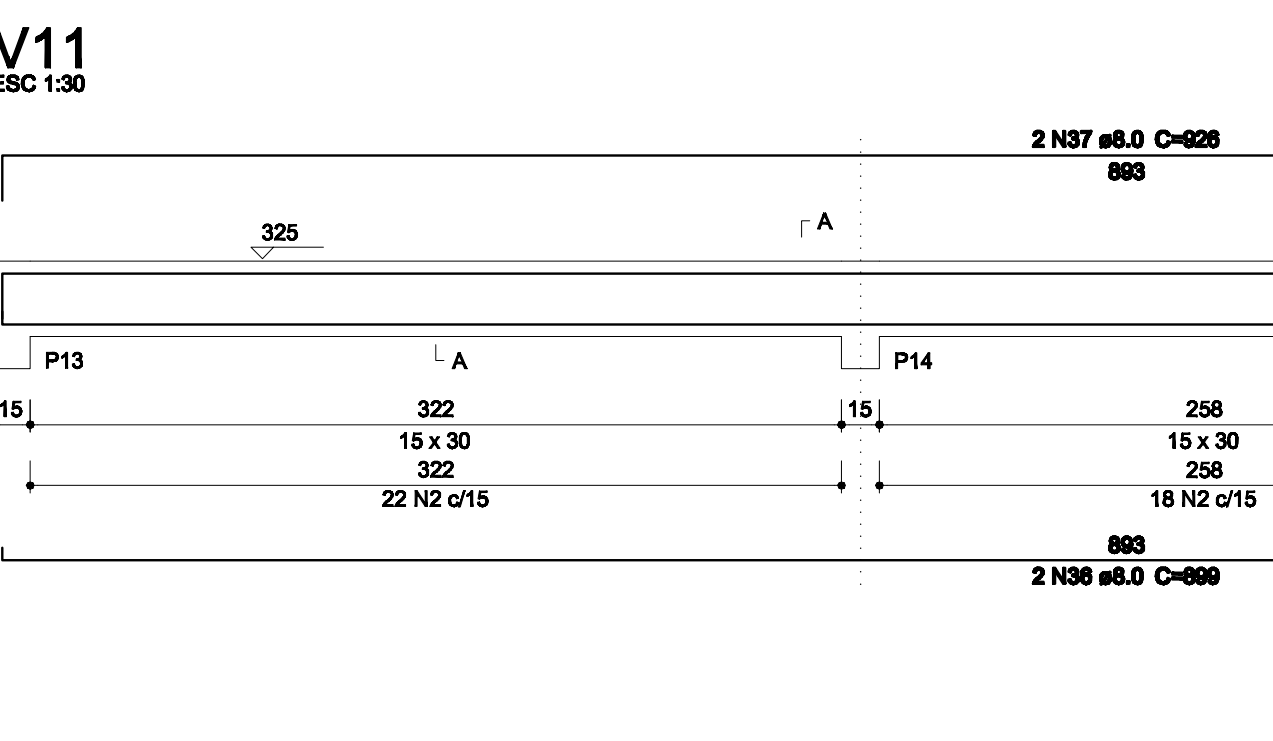 V11
ESC 1:30
2 N37 ø8.0 C=926
893
A
325
P13
A
P14
15
322
15
258
15 x 30
15 x 30
322
258
22 N2 c/15
18 N2 c/15
893
2 N36 ø8.0 C=899